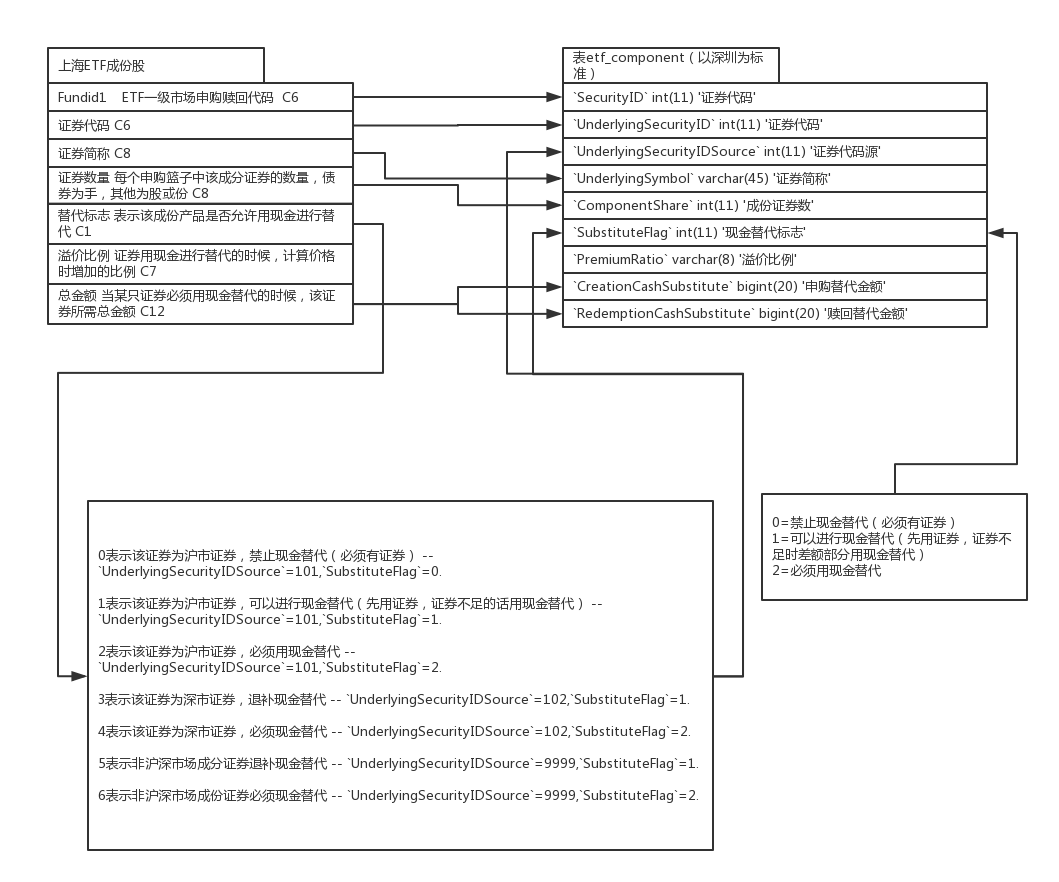 上海ETF成份股
Fundid1 ETF一级市场申购赎回代码 C6
证券代码 C6
证券简称 C8
证券数量 每个申购篮子中该成分证券的数量，债
券为手，其他为股或份 C8
替代标志 表示该成份产品是否允许用现金进行替
代 C1
溢价比例 证券用现金进行替代的时候，计算价格
时增加的比例 C7
总金额 当某只证券必须用现金替代的时候，该证
券所需总金额 C12
表etf_component（以深圳为标
准）
`SecurityID` int(11) '证券代码'
`UnderlyingSecurityID` int(11) '证券代码'
`UnderlyingSecurityIDSource` int(11) '证券代码源'
`UnderlyingSymbol` varchar(45) '证券简称'
`ComponentShare` int(11) '成份证券数'
`SubstituteFlag` int(11) '现金替代标志'
`PremiumRatio` varchar(8) '溢价比例'
`CreationCashSubstitute` bigint(20) '申购替代金额'
`RedemptionCashSubstitute` bigint(20) '赎回替代金额'
0表示该证券为沪市证券，禁止现金替代（必须有证券） --
`UnderlyingSecurityIDSource`=101,`SubstituteFlag`=0.
1表示该证券为沪市证券，可以进行现金替代（先用证券，证券不足的话用现金替代） --
`UnderlyingSecurityIDSource`=101,`SubstituteFlag`=1.
2表示该证券为沪市证券，必须用现金替代 --
`UnderlyingSecurityIDSource`=101,`SubstituteFlag`=2.
3表示该证券为深市证券，退补现金替代 -- `UnderlyingSecurityIDSource`=102,`SubstituteFlag`=1.
4表示该证券为深市证券，必须现金替代 -- `UnderlyingSecurityIDSource`=102,`SubstituteFlag`=2.
5表示非沪深市场成分证券退补现金替代 -- `UnderlyingSecurityIDSource`=9999,`SubstituteFlag`=1.
6表示非沪深市场成份证券必须现金替代 -- `UnderlyingSecurityIDSource`=9999,`SubstituteFlag`=2.
0=禁止现金替代（必须有证券）
1=可以进行现金替代（先用证券，证券不
足时差额部分用现金替代）
2=必须用现金替代